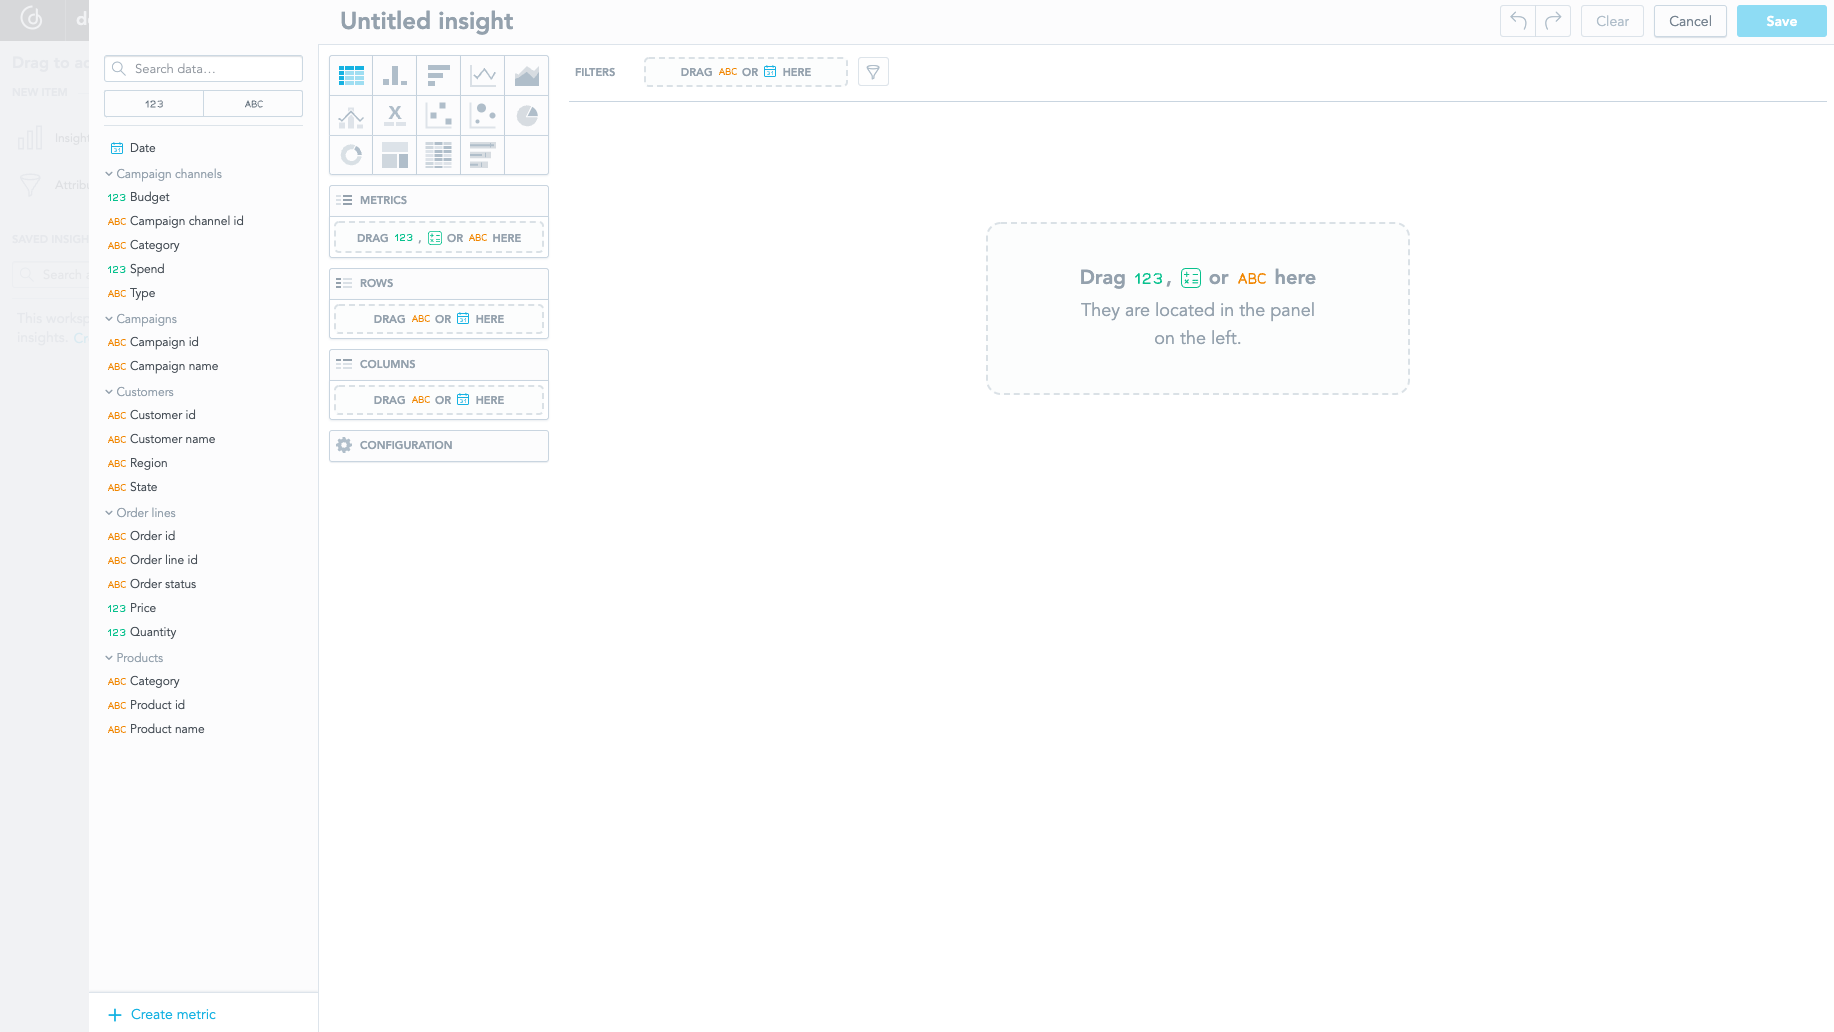 Untitled insight
Clear
Cancel
Save
Drag to ad
NEW ITEM
Insight
Attribu
SAVED INSIGH
Search a
This worksp
insights. Cr
Search data...
123
ABC
Date
Campaign channels
123 Budget
ABC Campaign channel id
ABC Category
123 Spend
ABC Type
Campaigns
ABC Campaign id
ABC Campaign name
Customers
ABC Customer id
ABC Customer name
ABC Region
ABC State
Order lines
ABC Order id
ABC Order line id
ABC Order status
123 Price
123 Quantity
Products
ABC Category
ABC Product id
ABC Product name
+ Create metric
METRICS
DRAG 123, OR ABC HERE
ROWS
DRAG ABC OR HERE
COLUMNS
DRAG ABC OR HERE
CONFIGURATION
FILTERS
DRAG ABC OR HERE
Drag 123, or ABC here
They are located in the panel
on the left.